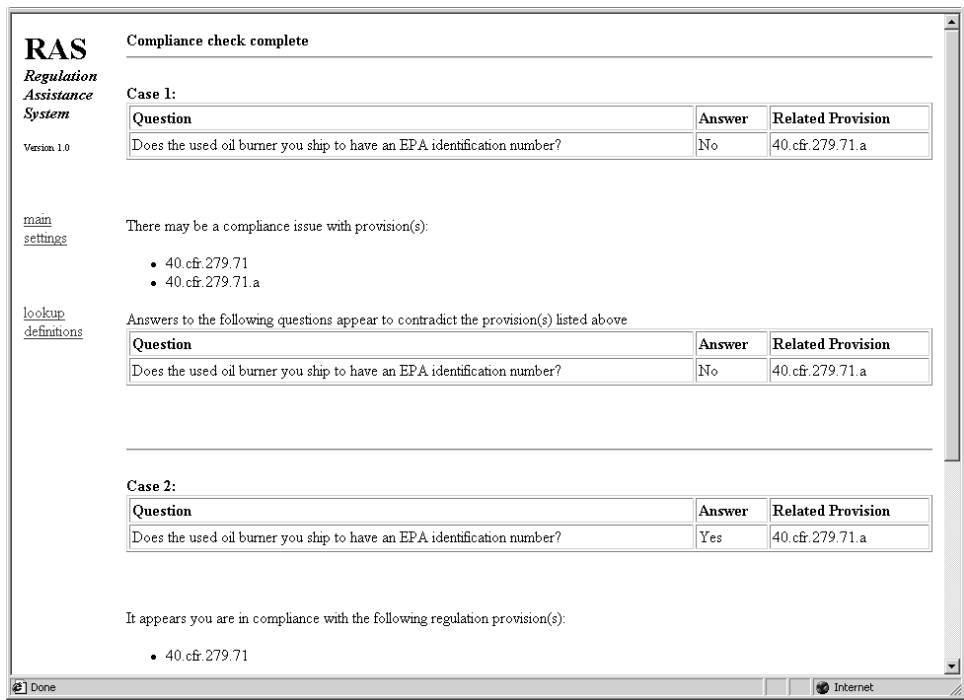 RAS
Regulation
Assistance
System
Version 1.0
main
settings
lookup
definitions
Compliance check complete
Case 1:
Question Answer Related Provision
Does the used oil burner you ship to have an EPA identification number? No 40.cfr.279.71.a
There may be a compliance issue with provision(s):
• 40.cfr.279.71
• 40.cfr.279.71.a
Answers to the following questions appear to contradict the provision(s) listed above
Question Answer Related Provision
Does the used oil burner you ship to have an EPA identification number? No 40.cfr.279.71.a
Case 2:
Question Answer Related Provision
Does the used oil burner you ship to have an EPA identification number? Yes 40.cfr.279.71.a
It appears you are in compliance with the following regulation provision(s):
• 40.cfr.279.71
Done Internet